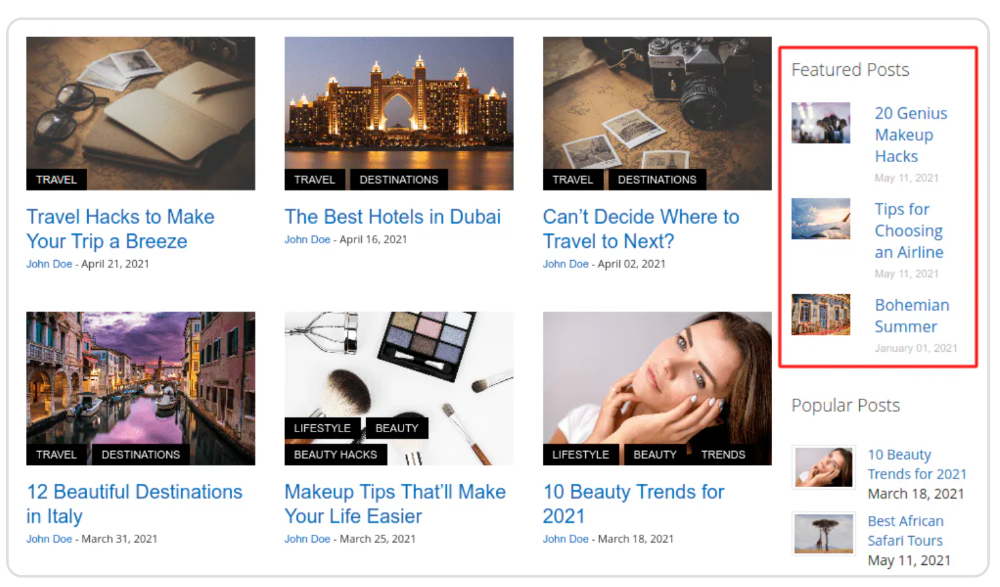 TRAVEL
Travel Hacks to Make
Your Trip a Breeze
John Doe - April 21, 2021
TRAVEL DESTINATIONS
The Best Hotels in Dubai
John Doe - April 16, 2021
TRAVEL DESTINATIONS
Can’t Decide Where to
Travel to Next?
John Doe - April 02, 2021
TRAVEL DESTINATIONS
12 Beautiful Destinations
in Italy
John Doe - March 31, 2021
LIFESTYLE BEAUTY
BEAUTY HACKS
Makeup Tips That’ll Make
Your Life Easier
John Doe - March 25, 2021
LIFESTYLE BEAUTY TRENDS
10 Beauty Trends for
2021
John Doe - March 18, 2021
Featured Posts
20 Genius
Makeup
Hacks
May 11, 2021
Tips for
Choosing
an Airline
May 11, 2021
Bohemian
Summer
January 01, 2021
Popular Posts
10 Beauty
Trends for 2021
March 18, 2021
Best African
Safari Tours
May 11, 2021